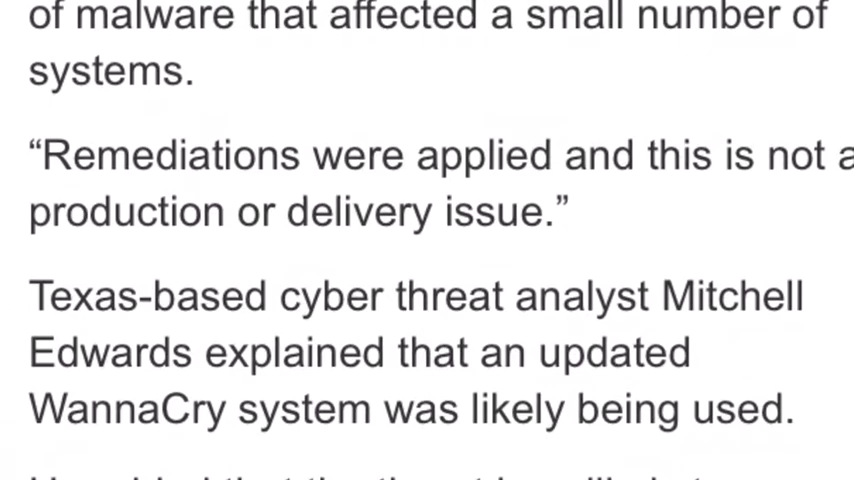 of malware that affected a small number of
systems.
“Remediations were applied and this is not a
production or delivery issue.”
Texas-based cyber threat analyst Mitchell
Edwards explained that an updated
WannaCry system was likely being used.